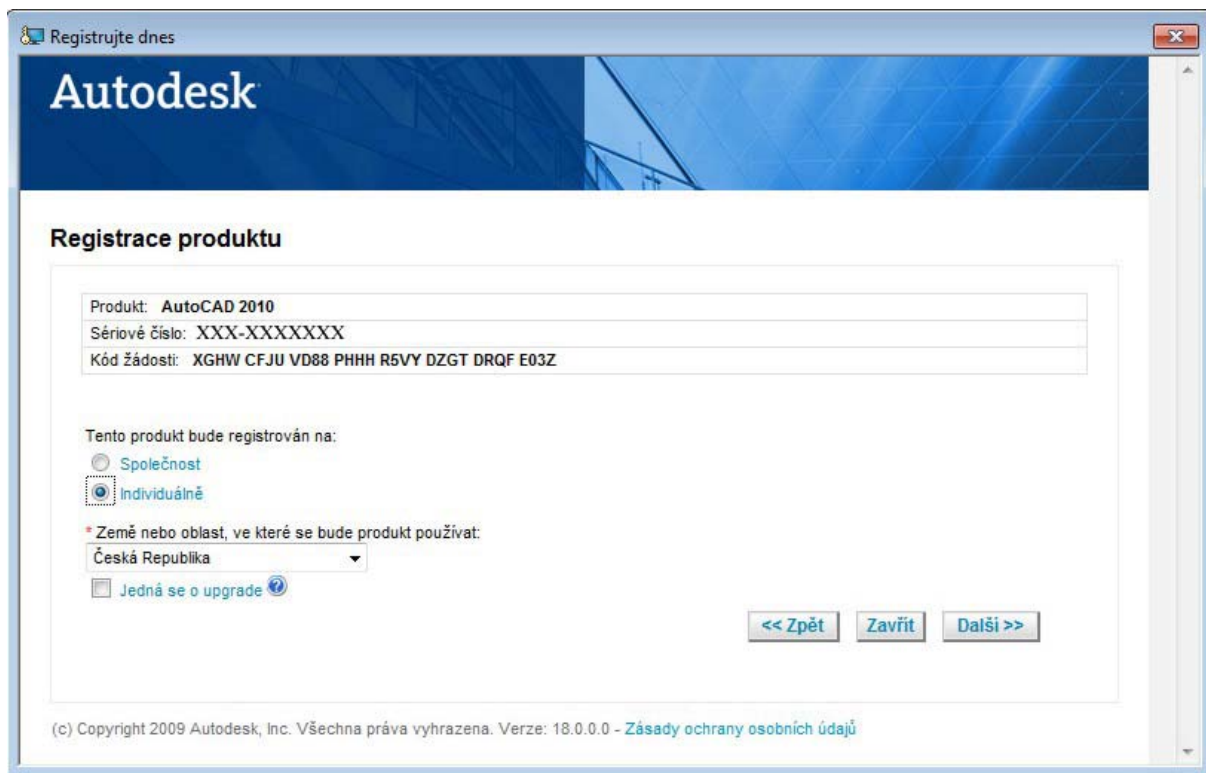 Registrujte dnes
Autodesk
Registrace produktu
Produkt: AutoCAD 2010
Sériové číslo: XXX-XXXXXXX
Kód žádosti: XGHW CFJU VD88 PHHH R5VY DZGT DRQF E03Z
Tento produkt bude registrován na:
Společnost
Individuálně
* Země nebo oblast, ve které se bude produkt používat:
Česká Republika
Jedná se o upgrade ?
<< Zpět Zavřít Další >>
(c) Copyright 2009 Autodesk, Inc. Všechna práva vyhrazena. Verze: 18.0.0.0 - Zásady ochrany osobních údajů